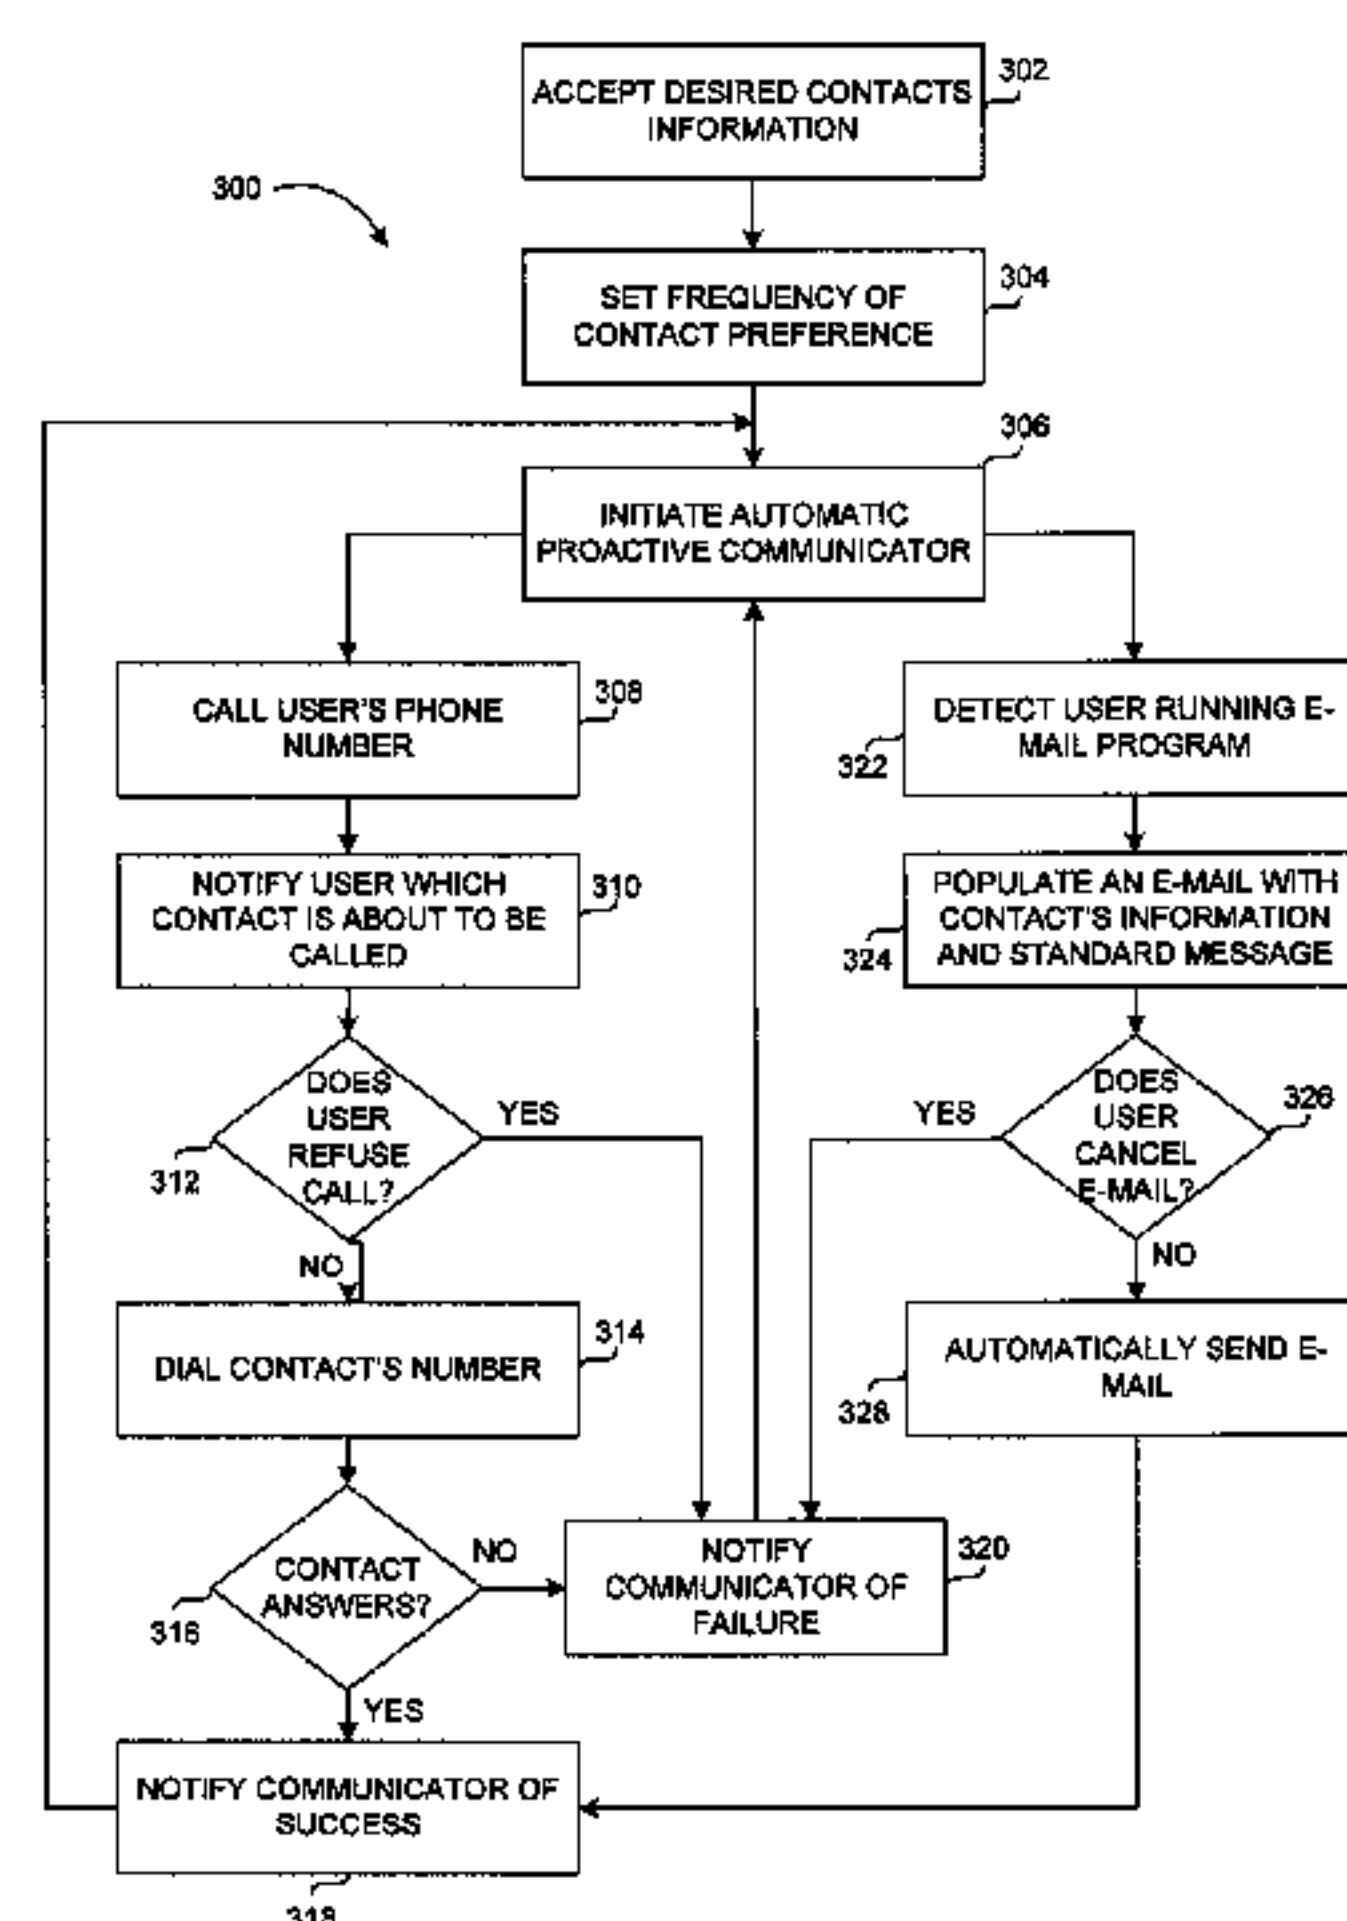 302
ACCEPT DESIRED CONTACTS
INFORMATION
300
304
SET FREQUENCY OF
CONTACT PREFERENCE
306
INITIATE AUTOMATIC
PROACTIVE COMMUNICATOR
308
CALL USER'S PHONE
NUMBER
DETECT USER RUNNING E-
MAIL PROGRAM
322
310
NOTIFY USER WHICH
CONTACT IS ABOUT TO BE
CALLED
POPULATE AN E-MAIL WITH
CONTACT'S INFORMATION
AND STANDARD MESSAGE
324
DOES
USER
REFUSE
CALL?
YES
312
NO
YES
DOES
USER
CANCEL
E-MAIL?
326
NO
314
DIAL CONTACT'S NUMBER
AUTOMATICALLY SEND E-
MAIL
328
CONTACT
ANSWERS?
NO
316
YES
NOTIFY
COMMUNICATOR OF
FAILURE
320
NOTIFY COMMUNICATOR OF
SUCCESS
318